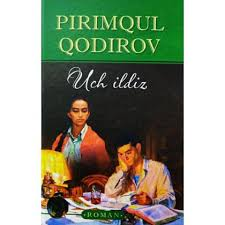 PIRIMQUL
QODIROV
Uch ildiz
•ROMAN•